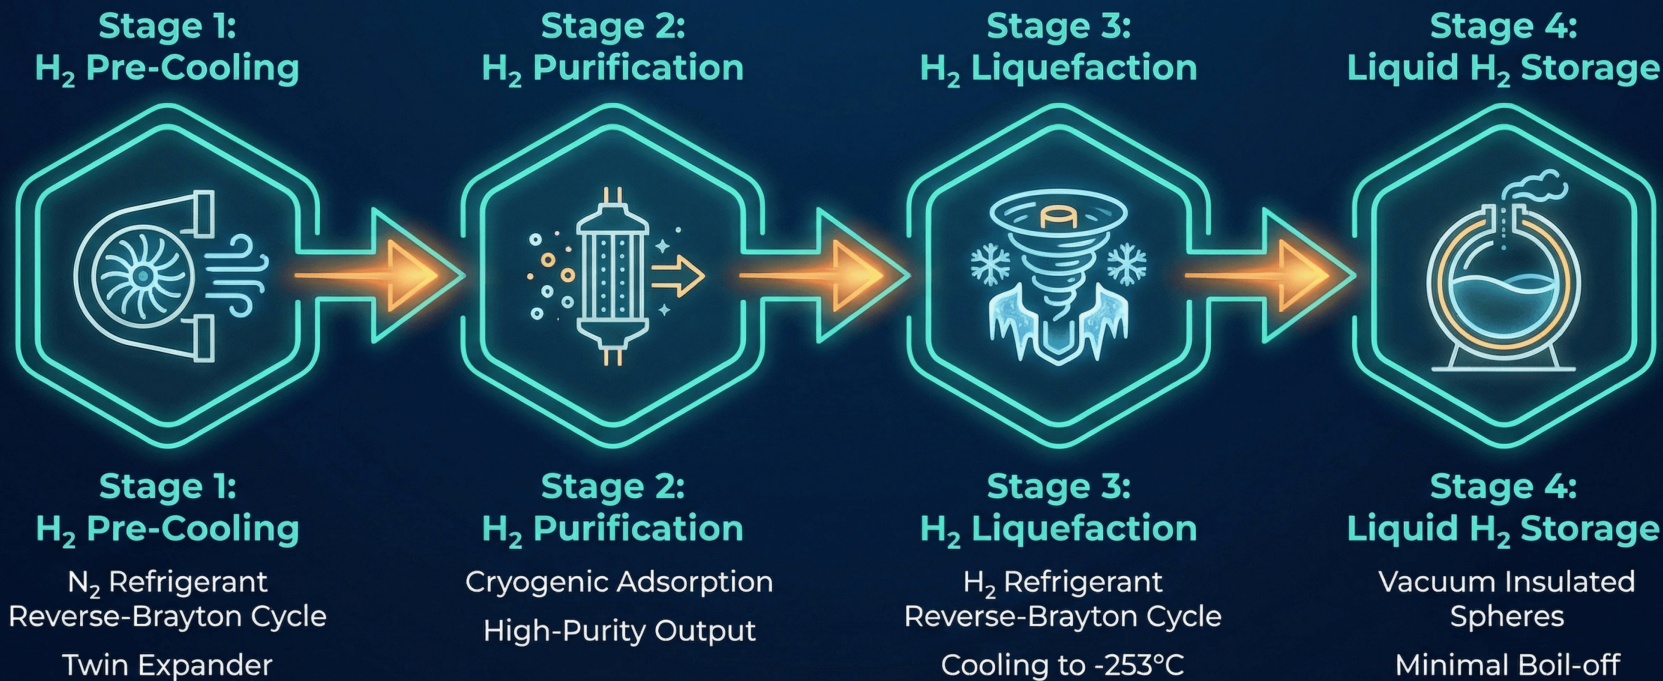 Stage 1:
H₂ Pre-Cooling
Stage 2:
H₂ Purification
Stage 3:
H₂ Liquefaction
Stage 4:
Liquid H₂ Storage
Stage 1:
H₂ Pre-Cooling
N₂ Refrigerant
Reverse-Brayton Cycle
Twin Expander
Stage 2:
H₂ Purification
Cryogenic Adsorption
High-Purity Output
Stage 3:
H₂ Liquefaction
H₂ Refrigerant
Reverse-Brayton Cycle
Cooling to -253°C
Stage 4:
Liquid H₂ Storage
Vacuum Insulated
Spheres
Minimal Boil-off